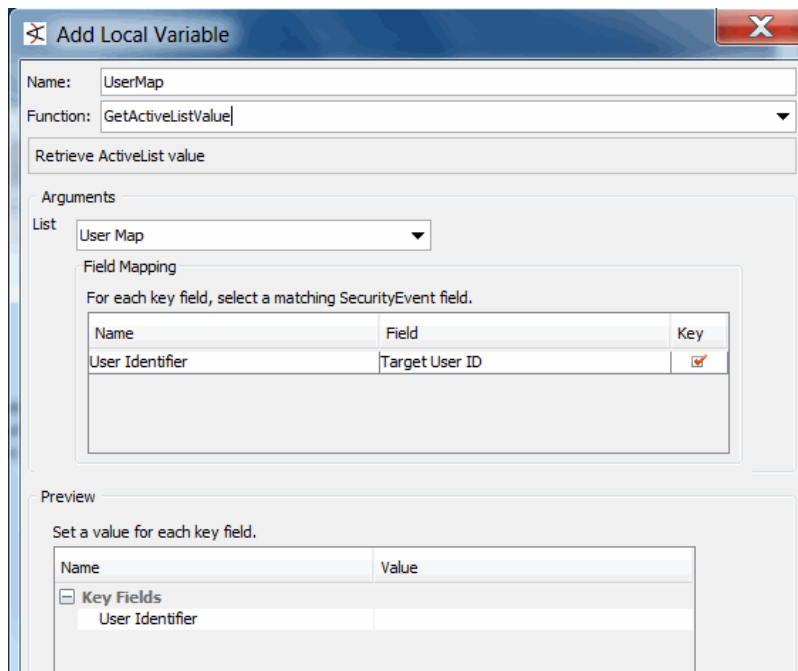 Add Local Variable
Name: UserMap
Function: GetActiveListValue
Retrieve ActiveList value
Arguments
List User Map
Field Mapping
For each key field, select a matching SecurityEvent field.
Name Field Key
User Identifier Target User ID
Preview
Set a value for each key field.
Name Value
Key Fields
User Identifier